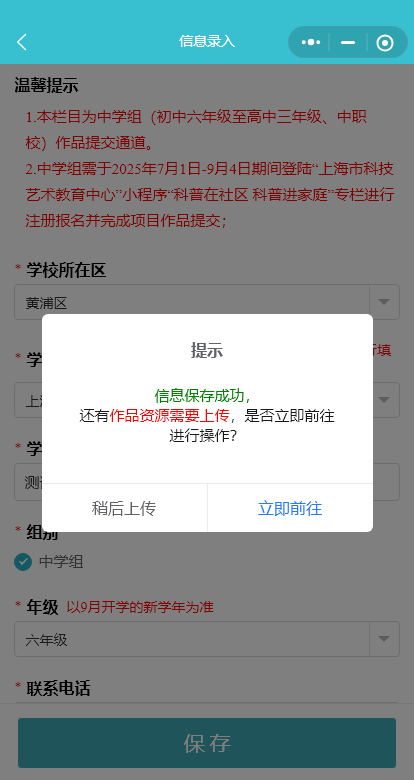 信息录入
温馨提示
1.本栏目为中学组（初中六年级至高中三年级、中职
校）作品提交通道。
2.中学组需于2025年7月1日-9月4日期间登陆“上海市科技
艺术教育中心”小程序“科普在社区 科普进家庭”专栏进行
注册报名并完成项目作品提交；
* 学校所在区
黄浦区
提示
* 学
填
信息保存成功，
上
还有作品资源需要上传，是否立即前往
进行操作？
* 学
测
稍后上传
立即前往
* 组别
中学组
* 年级 以9月开学的新学年为准
六年级
* 联系电话
保存